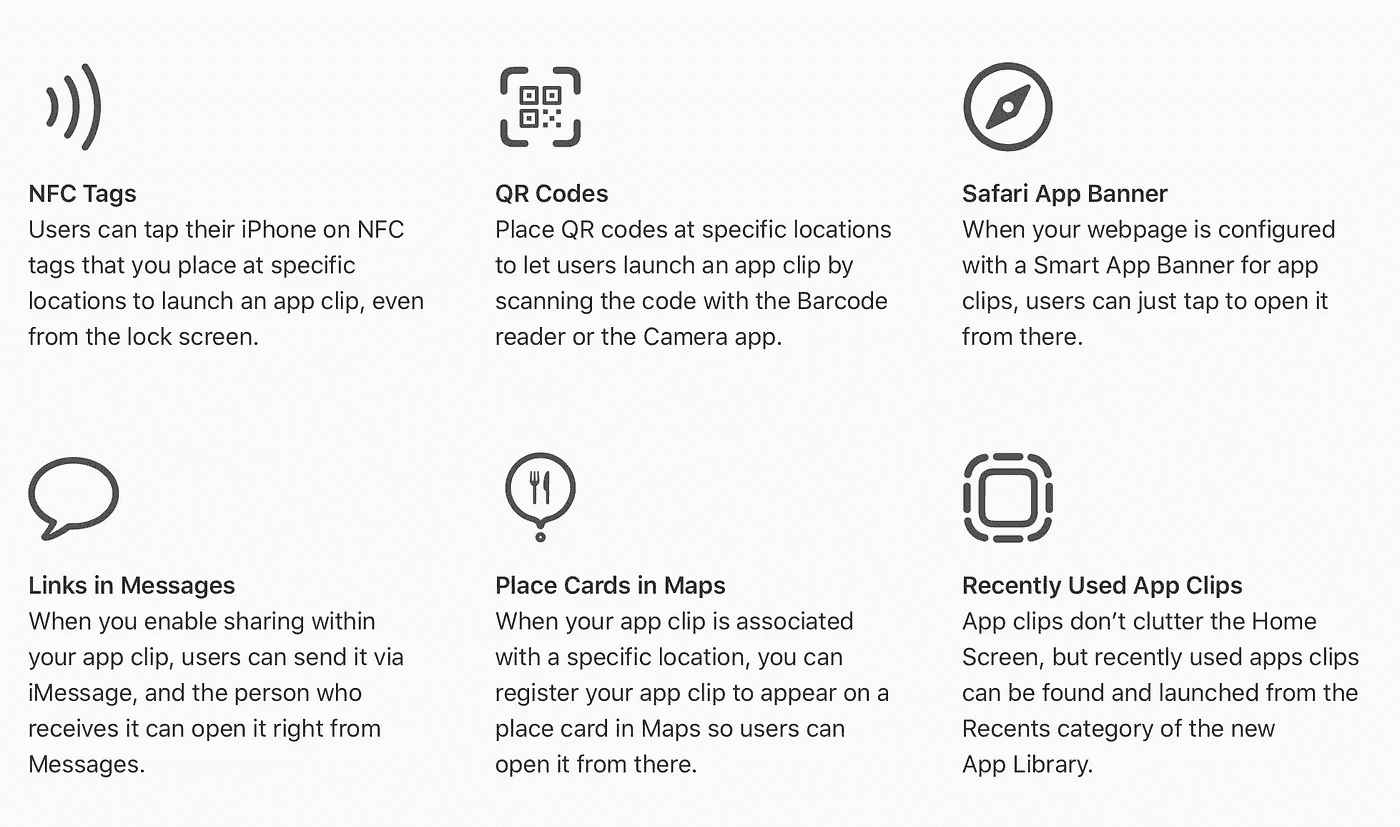 NFC Tags
Users can tap their iPhone on NFC
tags that you place at specific
locations to launch an app clip, even
from the lock screen.
QR Codes
Place QR codes at specific locations
to let users launch an app clip by
scanning the code with the Barcode
reader or the Camera app.
Safari App Banner
When your webpage is configured
with a Smart App Banner for app
clips, users can just tap to open it
from there.
Links in Messages
When you enable sharing within
your app clip, users can send it via
iMessage, and the person who
receives it can open it right from
Messages.
Place Cards in Maps
When your app clip is associated
with a specific location, you can
register your app clip to appear on a
place card in Maps so users can
open it from there.
Recently Used App Clips
App clips don’t clutter the Home
Screen, but recently used apps clips
can be found and launched from the
Recents category of the new
App Library.